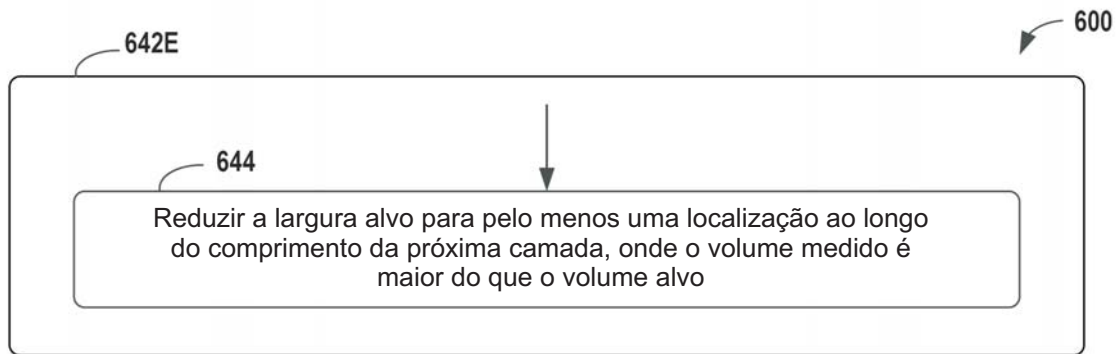 600
642E
644
Reduzir a largura alvo para pelo menos uma localização ao longo
do comprimento da próxima camada, onde o volume medido é
maior do que o volume alvo